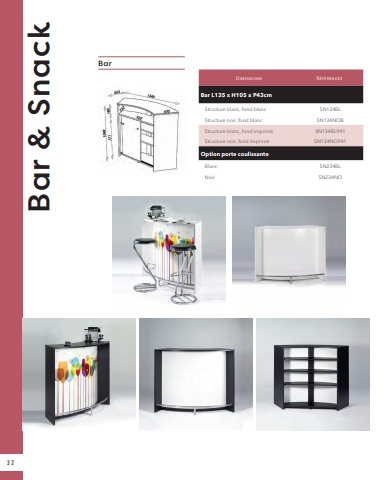 Bar & Snack
Bar
Dimensions Références
Bar L135 x H105 x P43cm
Structure blanc, fond blanc SN134BL
Structure noir, fond blanc SN134NOB
Structure blanc, fond imprimé SN134BL941
Structure noir, fond imprimé SN134NO941
Option porte coulissante
Blanc SN234BL
Noir SN234NO
32